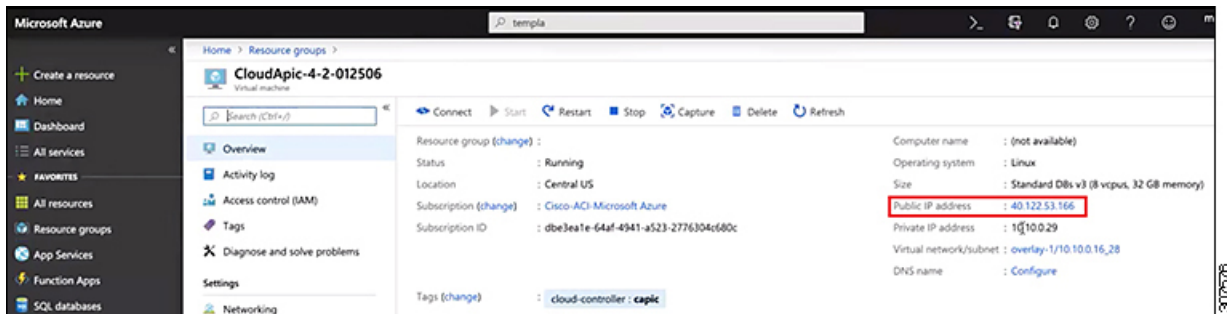 Microsoft Azure
templa
Home > Resource groups >
CloudApic-4-2-012506
Virtual machine
Create a resource
Home
Dashboard
All services
FAVORITES
All resources
Resource groups
App Services
Function Apps
SQL databases
Search (Ctrl+/)
Overview
Activity log
Access control (IAM)
Tags
Diagnose and solve problems
Settings
Networking
Connect Start Restart Stop Capture Delete Refresh
Resource group (change) :
Status : Running
Location : Central US
Subscription (change) : Cisco-ACI-Microsoft Azure
Subscription ID : dbe3ea1e-64af-4941-a523-2776304c680c
Computer name : (not available)
Operating system : Linux
Size : Standard D8s v3 (8 vcpus, 32 GB memory)
Public IP address : 40.122.53.166
Private IP address : 10.10.0.29
Virtual network/subnet : overlay-1/10.10.0.16_28
DNS name : Configure
Tags (change) : cloud-controller : capic